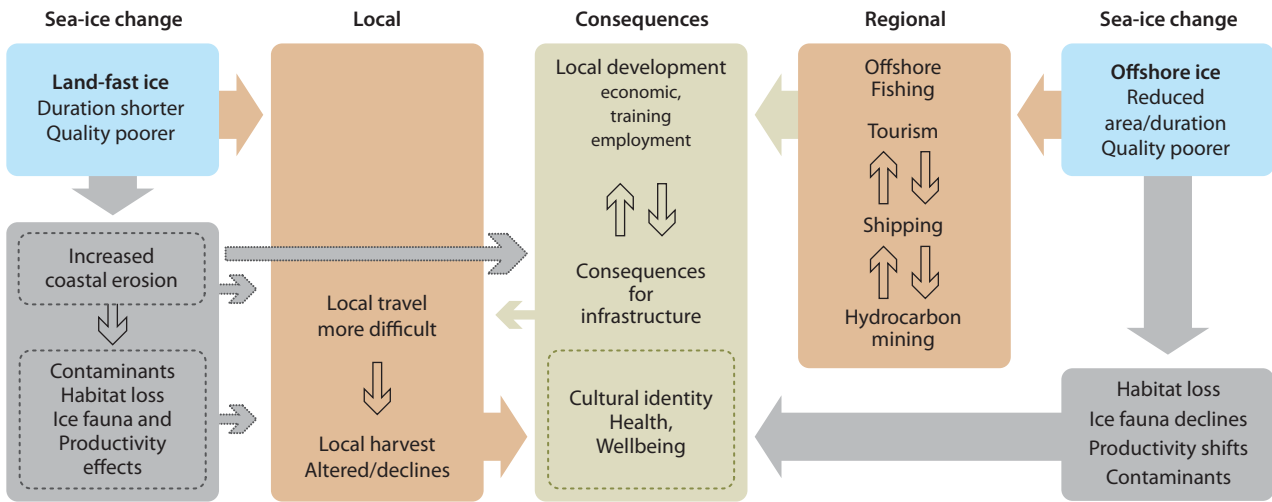 Sea-ice change
Local
Consequences
Regional
Sea-ice change
Land-fast ice
Duration shorter
Quality poorer
Increased
coastal erosion
Contaminants
Habitat loss
Ice fauna and
Productivity
effects
Local travel
more difficult
Local harvest
Altered/declines
Local development
economic,
training
employment
Consequences
for
infrastructure
Cultural identity
Health,
Wellbeing
Offshore
Fishing
Tourism
Shipping
Hydrocarbon
mining
Offshore ice
Reduced
area/duration
Quality poorer
Habitat loss
Ice fauna declines
Productivity shifts
Contaminants